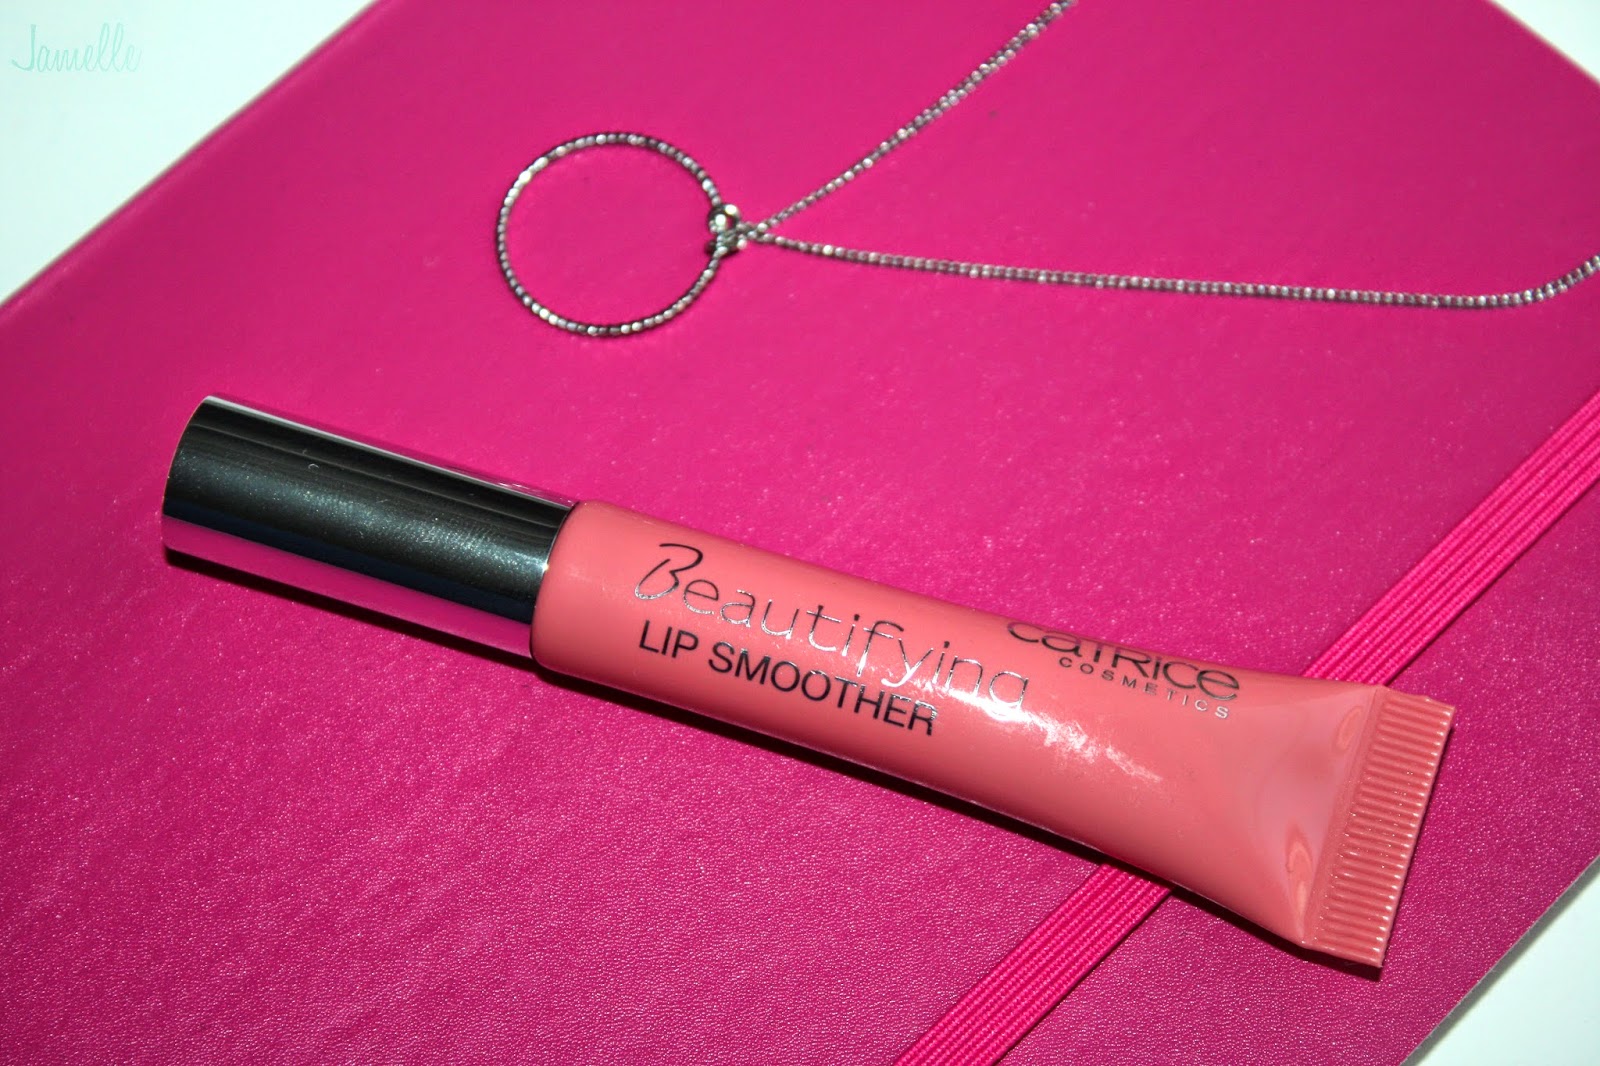 Jamelle
Beautifying
LIP SMOOTHER
CATRICE
COSMETICS